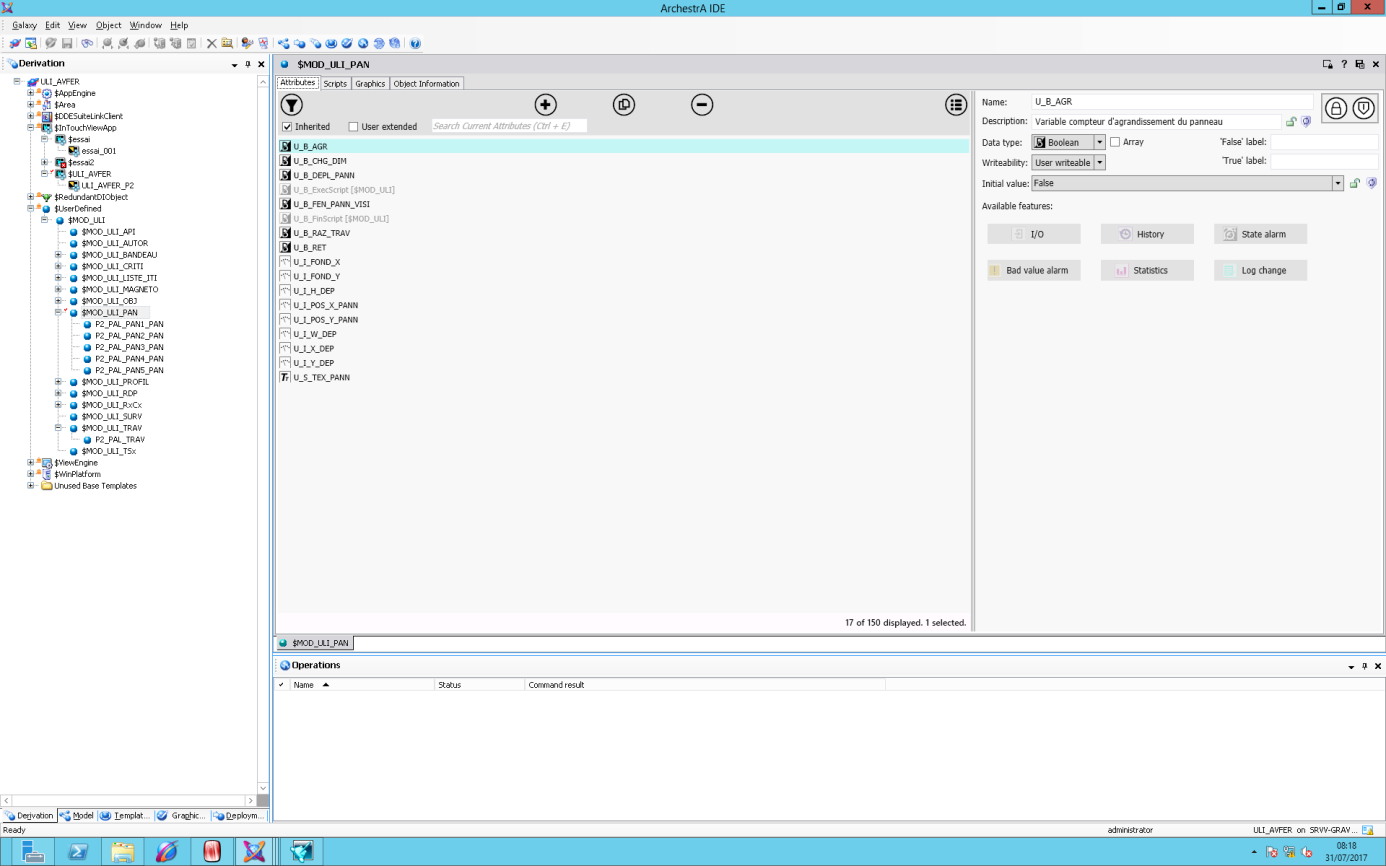 ArchestrA IDE
Galaxy Edit View Object Window Help
Derivation
ULI_AVFER
$AppEngine
$Area
$DDESuiteLinkClient
$InTouchViewApp
$essai
essai_001
$essai2
$ULI_AVFER
ULI_AVFER_P2
$RedundantDIObject
$UserDefined
$MOD_ULI
$MOD_ULI_API
$MOD_ULI_AUTOR
$MOD_ULI_BANDEAU
$MOD_ULI_CRITI
$MOD_ULI_LISTE_ITI
$MOD_ULI_MAGNETO
$MOD_ULI_OBJ
$MOD_ULI_PAN
P2_PAL_PAN1_PAN
P2_PAL_PAN2_PAN
P2_PAL_PAN3_PAN
P2_PAL_PAN4_PAN
P2_PAL_PAN5_PAN
$MOD_ULI_PROFIL
$MOD_ULI_RDP
$MOD_ULI_RxCx
$MOD_ULI_SURV
$MOD_ULI_TRAV
P2_PAL_TRAV
$MOD_ULI_TSx
$ViewEngine
$WinPlatform
Unused Base Templates
Derivation Model Templat... Graphic... Deploym...
$MOD_ULI_PAN
Attributes Scripts Graphics Object Information
Inherited User extended Search Current Attributes (Ctrl + E)
U_B_AGR
U_B_CHG_DIM
U_B_DEPL_PANN
U_B_ExecScript [$MOD_ULI]
U_B_FEN_PANN_VISI
U_B_FinScript [$MOD_ULI]
U_B_RAZ_TRAV
U_B_RET
U_I_FOND_X
U_I_FOND_Y
U_I_H_DEP
U_I_POS_X_PANN
U_I_POS_Y_PANN
U_I_W_DEP
U_I_X_DEP
U_I_Y_DEP
U_S_TEX_PANN
17 of 150 displayed. 1 selected.
Name: U_B_AGR
Description: Variable compteur d'agrandissement du panneau
Data type: Boolean Array 'False' label:
Writeability: User writeable 'True' label:
Initial value: False
Available features:
I/O History State alarm
Bad value alarm Statistics Log change
$MOD_ULI_PAN
Operations
Name Status Command result
Ready administrator ULI_AVFER on SRVV-GRAV...
08:18
31/07/2017